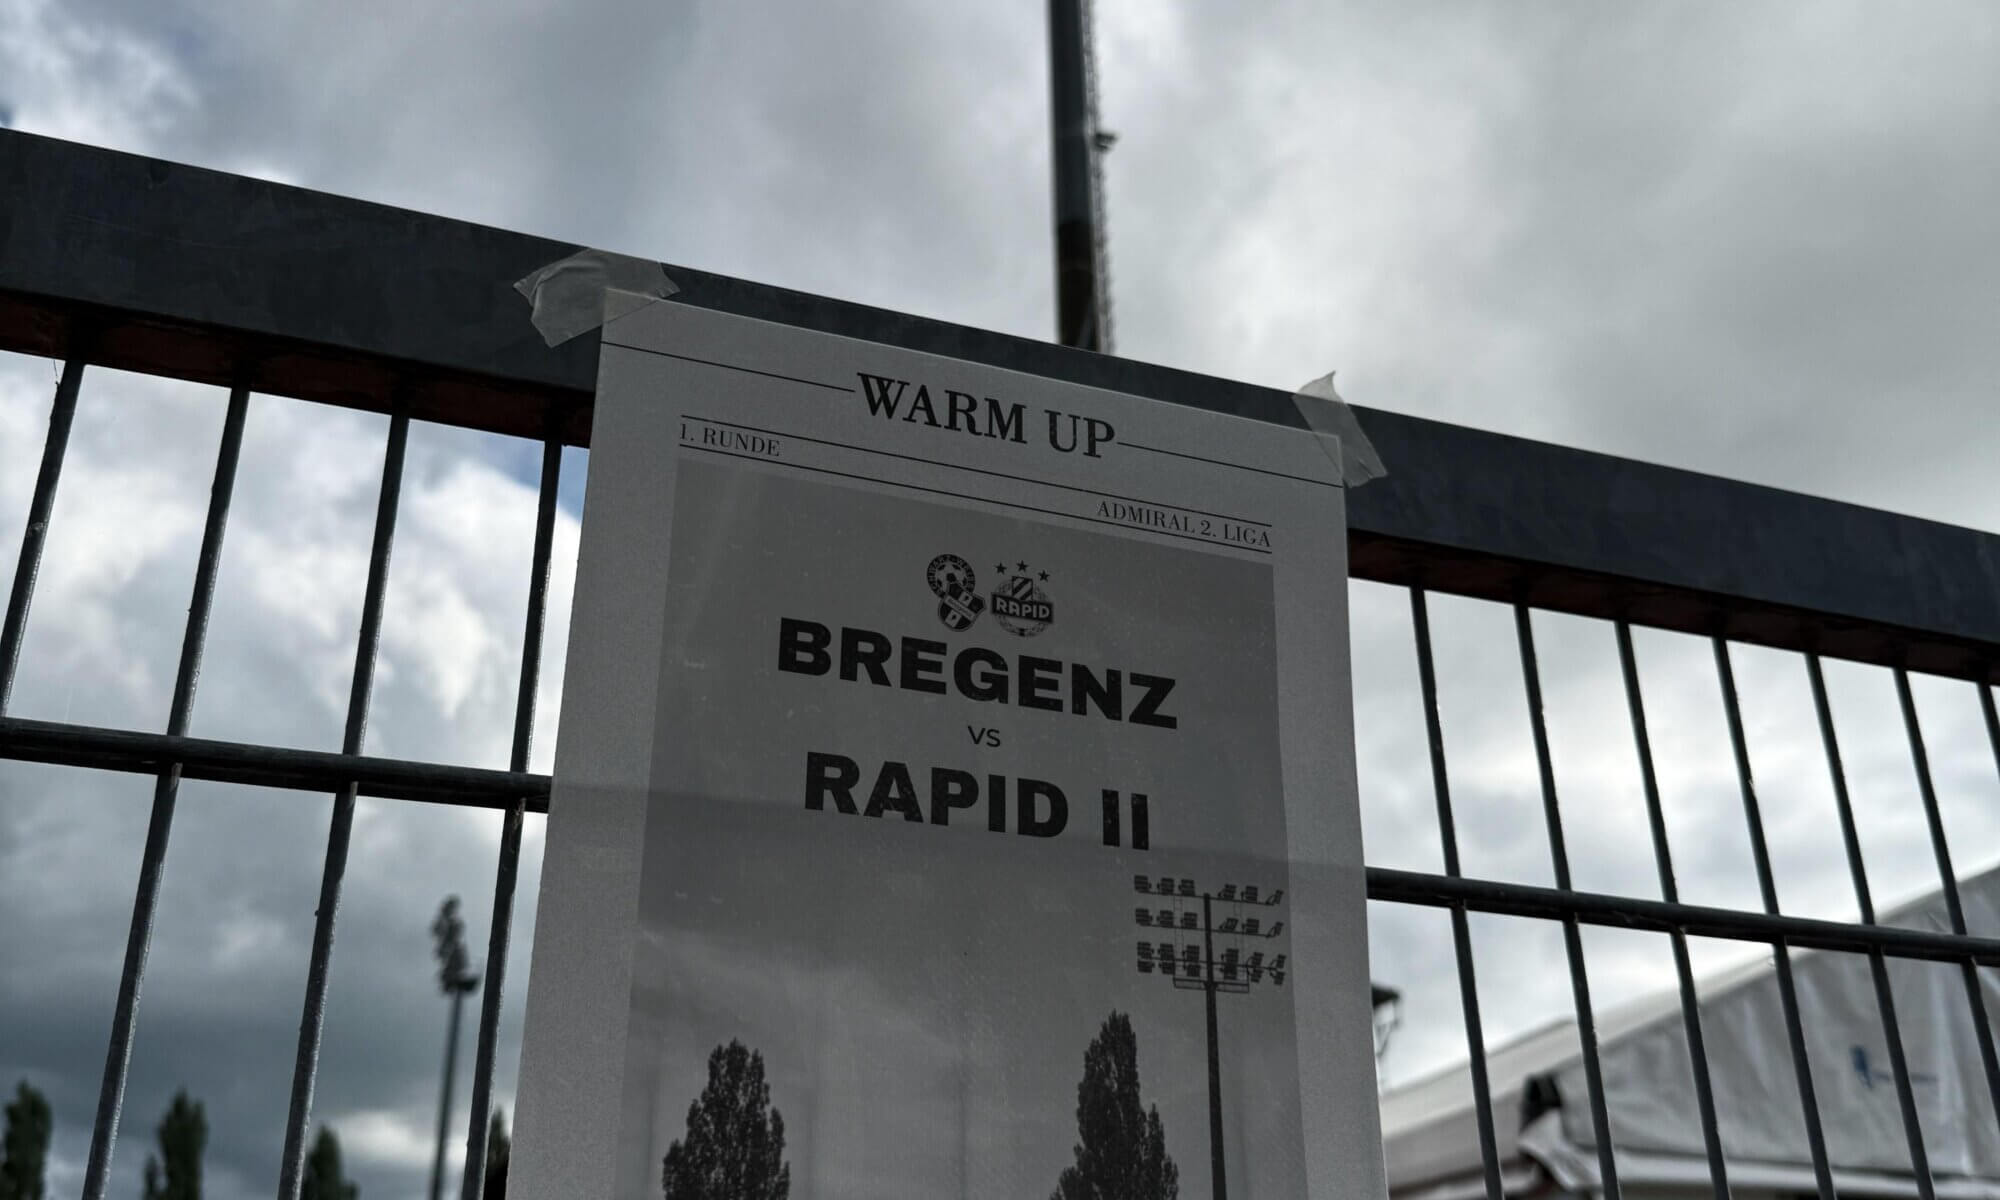 WARM UP
1. RUNDE
ADMIRAL 2. LIGA
RAPID
BREGENZ
VS
RAPID II